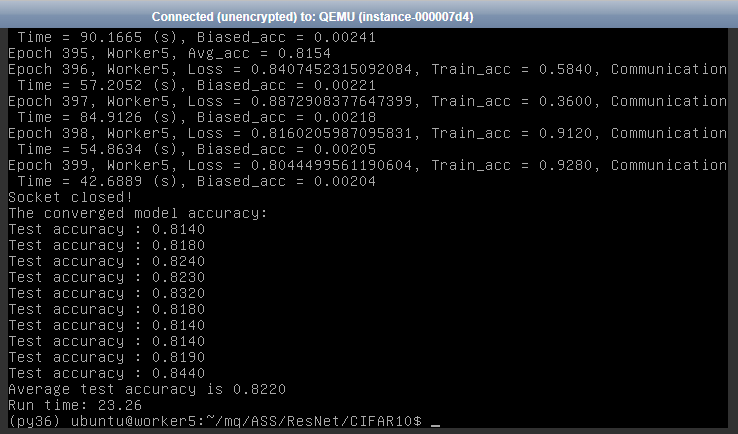 Connected (unencrypted) to: QEMU (instance-000007d4)
Time = 90.1665 (s), Biased_acc = 0.00241
Epoch 395, Worker5, Avg_acc = 0.8154
Epoch 396, Worker5, Loss = 0.8407452315092084, Train_acc = 0.5840, Communication
Time = 57.2052 (s), Biased_acc = 0.00221
Epoch 397, Worker5, Loss = 0.8872908377647399, Train_acc = 0.3600, Communication
Time = 84.9126 (s), Biased_acc = 0.00218
Epoch 398, Worker5, Loss = 0.8160205987095831, Train_acc = 0.9120, Communication
Time = 54.8634 (s), Biased_acc = 0.00205
Epoch 399, Worker5, Loss = 0.8044499561190604, Train_acc = 0.9280, Communication
Time = 42.6889 (s), Biased_acc = 0.00204
Socket closed!
The converged model accuracy:
Test accuracy : 0.8140
Test accuracy : 0.8180
Test accuracy : 0.8240
Test accuracy : 0.8230
Test accuracy : 0.8320
Test accuracy : 0.8180
Test accuracy : 0.8140
Test accuracy : 0.8140
Test accuracy : 0.8190
Test accuracy : 0.8440
Average test accuracy is 0.8220
Run time: 23.26
(py36) ubuntu@worker5:~/mq/ASS/ResNet/CIFAR10$ _